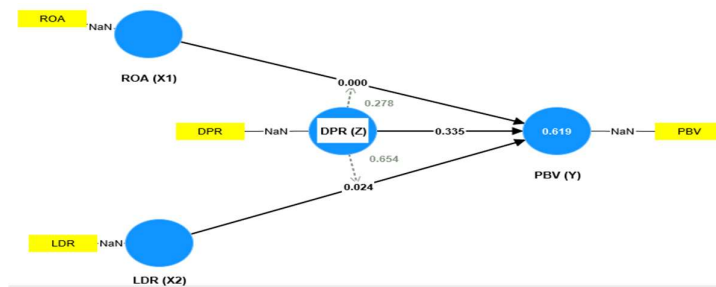 ROA
NaN
ROA (X1)
0.000
0.278
DPR
NaN
DPR (Z)
0.335
0.619
NaN
PBV
0.654
PBV (Y)
0.024
LDR
NaN
LDR (X2)